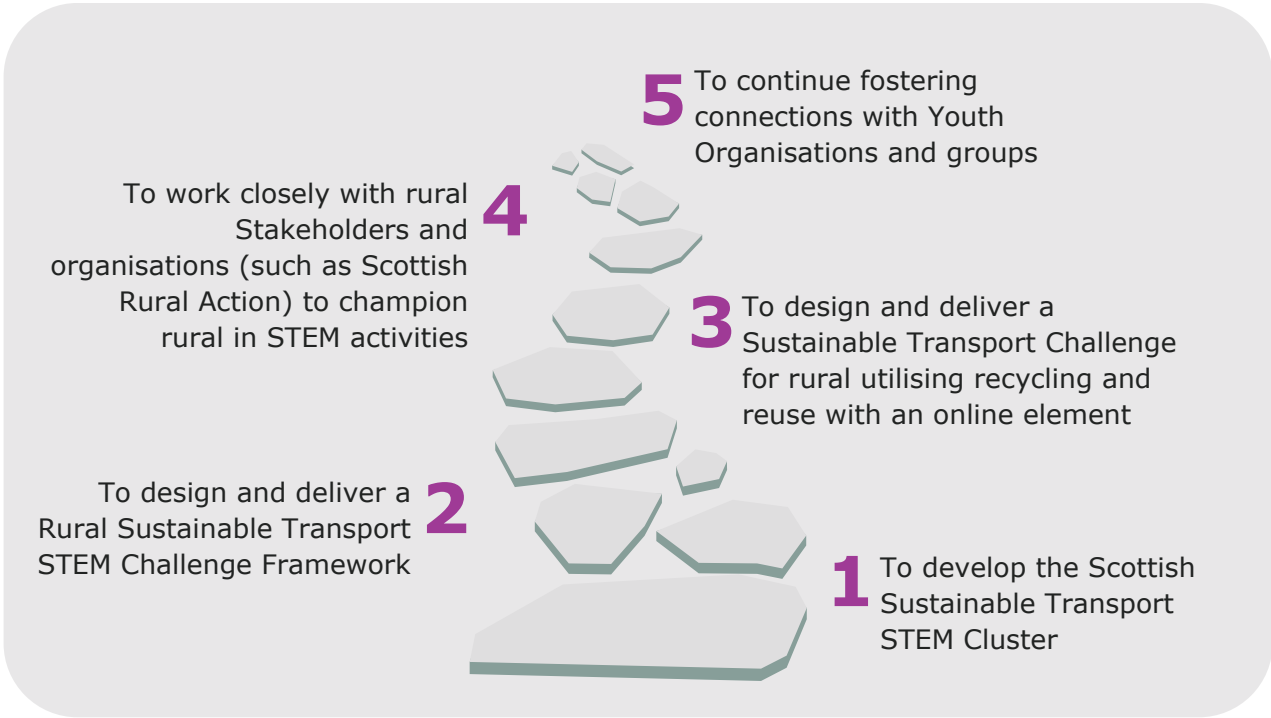 5
To continue fostering
connections with Youth
Organisations and groups
4
To work closely with rural
Stakeholders and
organisations (such as Scottish
Rural Action) to champion
rural in STEM activities
3
To design and deliver a
Sustainable Transport Challenge
for rural utilising recycling and
reuse with an online element
2
To design and deliver a
Rural Sustainable Transport
STEM Challenge Framework
1
To develop the Scottish
Sustainable Transport
STEM Cluster